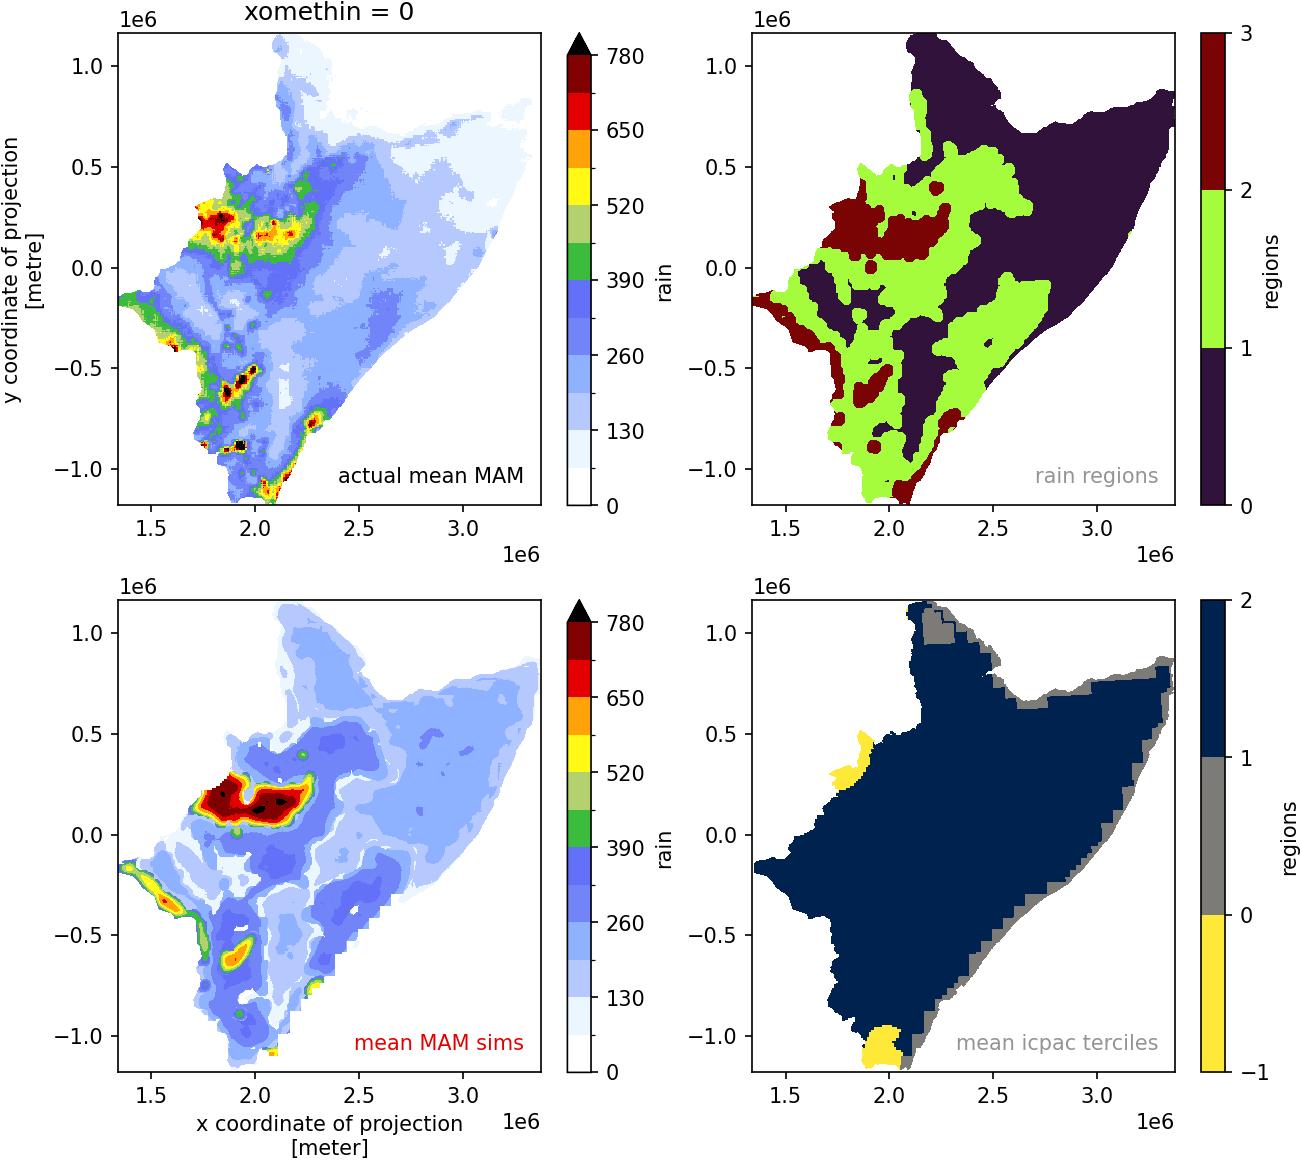 xomethin = 0
1e6
1.0
0.5
0.0
−0.5
−1.0
y coordinate of projection
[metre]
1.5 2.0 2.5 3.0
1e6
actual mean MAM
780
650
520
390
260
130
0
rain
1e6
1.0
0.5
0.0
−0.5
−1.0
1.5 2.0 2.5 3.0
1e6
rain regions
3
2
1
0
regions
1e6
1.0
0.5
0.0
−0.5
−1.0
1.5 2.0 2.5 3.0
x coordinate of projection
[meter]
1e6
mean MAM sims
780
650
520
390
260
130
0
rain
1e6
1.0
0.5
0.0
−0.5
−1.0
1.5 2.0 2.5 3.0
1e6
mean icpac terciles
2
1
0
−1
regions